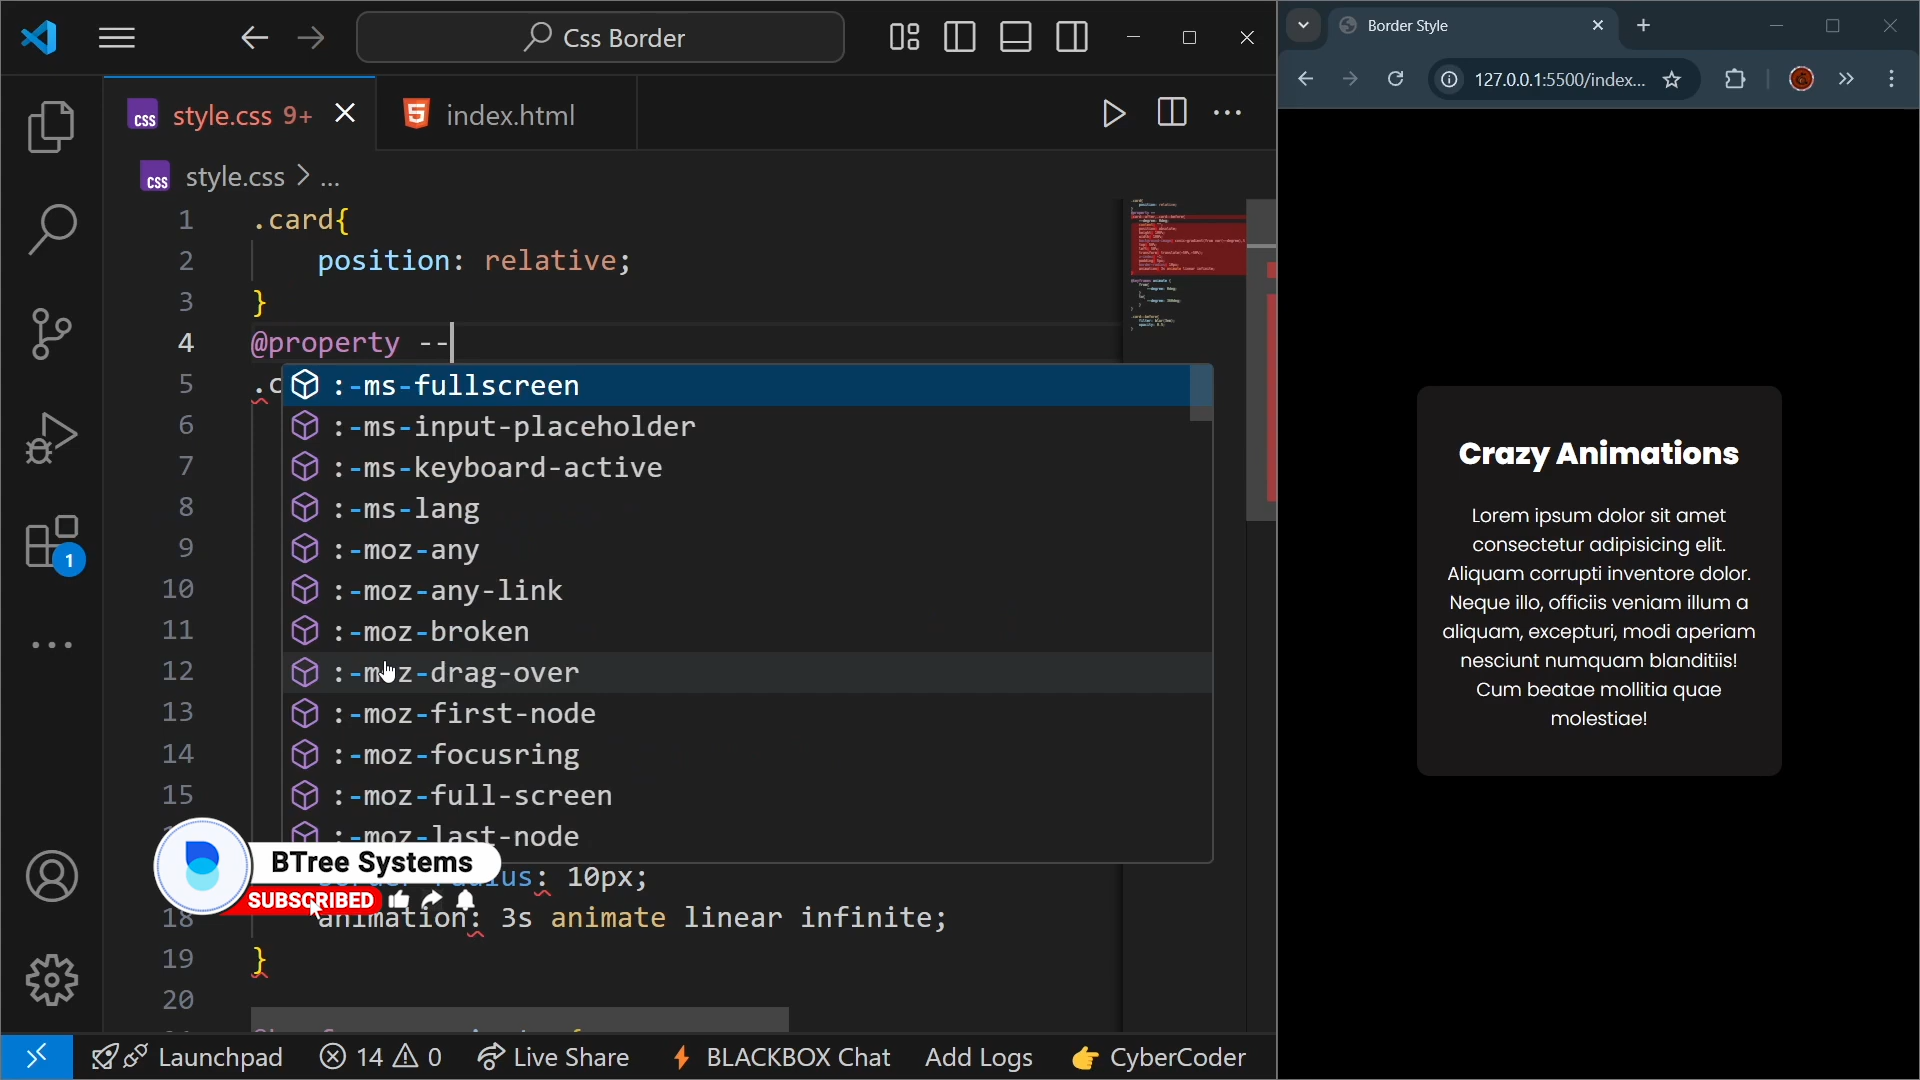 Css Border
style.css 9+
index.html
style.css > ...
1 .card{
2 position: relative;
3 }
4 @property --
5 .c
:-ms-fullscreen
6 :-ms-input-placeholder
7 :-ms-keyboard-active
8 :-ms-lang
9 :-moz-any
10 :-moz-any-link
11 :-moz-broken
12 :-moz-drag-over
13 :-moz-first-node
14 :-moz-focusring
15 :-moz-full-screen
:-moz-last-node
BTree Systems
10px;
SUBSCRIBED
18 animation: 3s animate linear infinite;
19 }
20
1
Launchpad 14 0 Live Share BLACKBOX Chat Add Logs CyberCoder
Border Style
127.0.0.1:5500/index...
Crazy Animations
Lorem ipsum dolor sit amet
consectetur adipisicing elit.
Aliquam corrupti inventore dolor.
Neque illo, officiis veniam illum a
aliquam, excepturi, modi aperiam
nesciunt numquam blanditiis!
Cum beatae mollitia quae
molestiae!